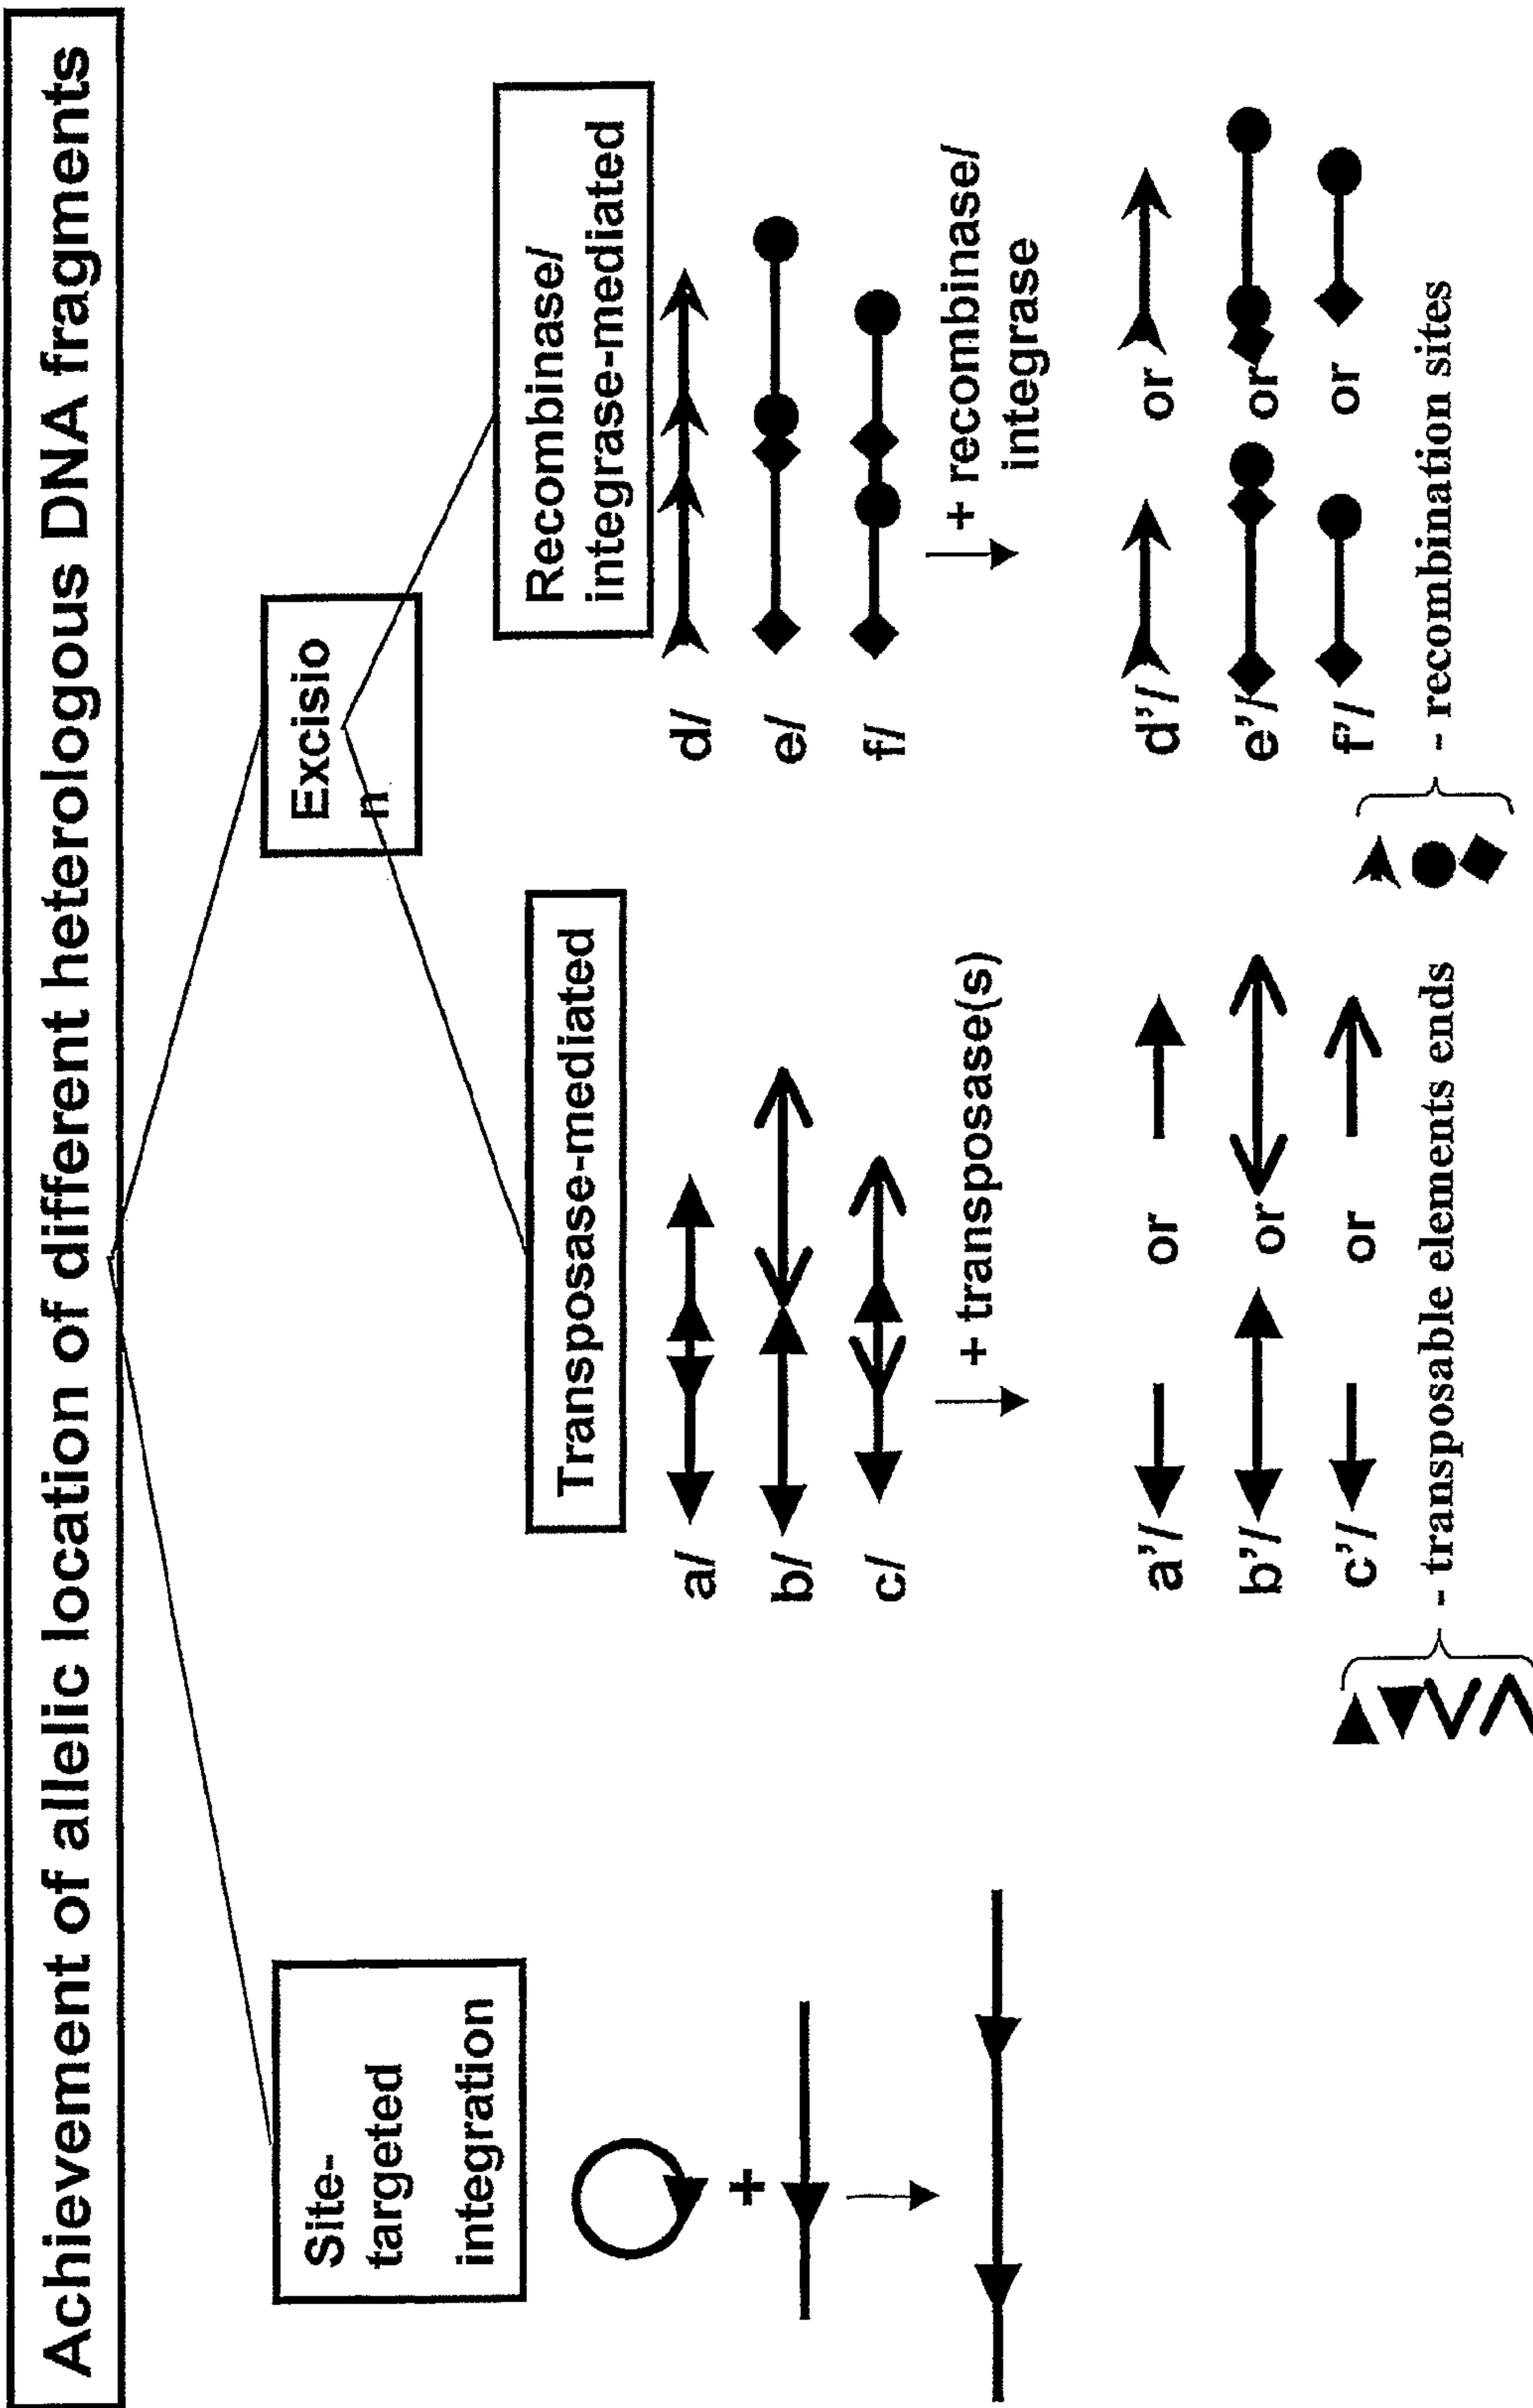 Achievement of allelic location of different heterologous DNA fragments
Site-
targeted
integration
+
Excisio
n
Transposase-mediated
a/
b/
c/
+ transposase(s)
a’/ or
b’/ or
c’/ or
- transposable elements ends
Recombinase/
integrase-mediated
d/
e/
f/
+ recombinase/
integrase
d’/ or
e’/ or
f’/ or
- recombination sites